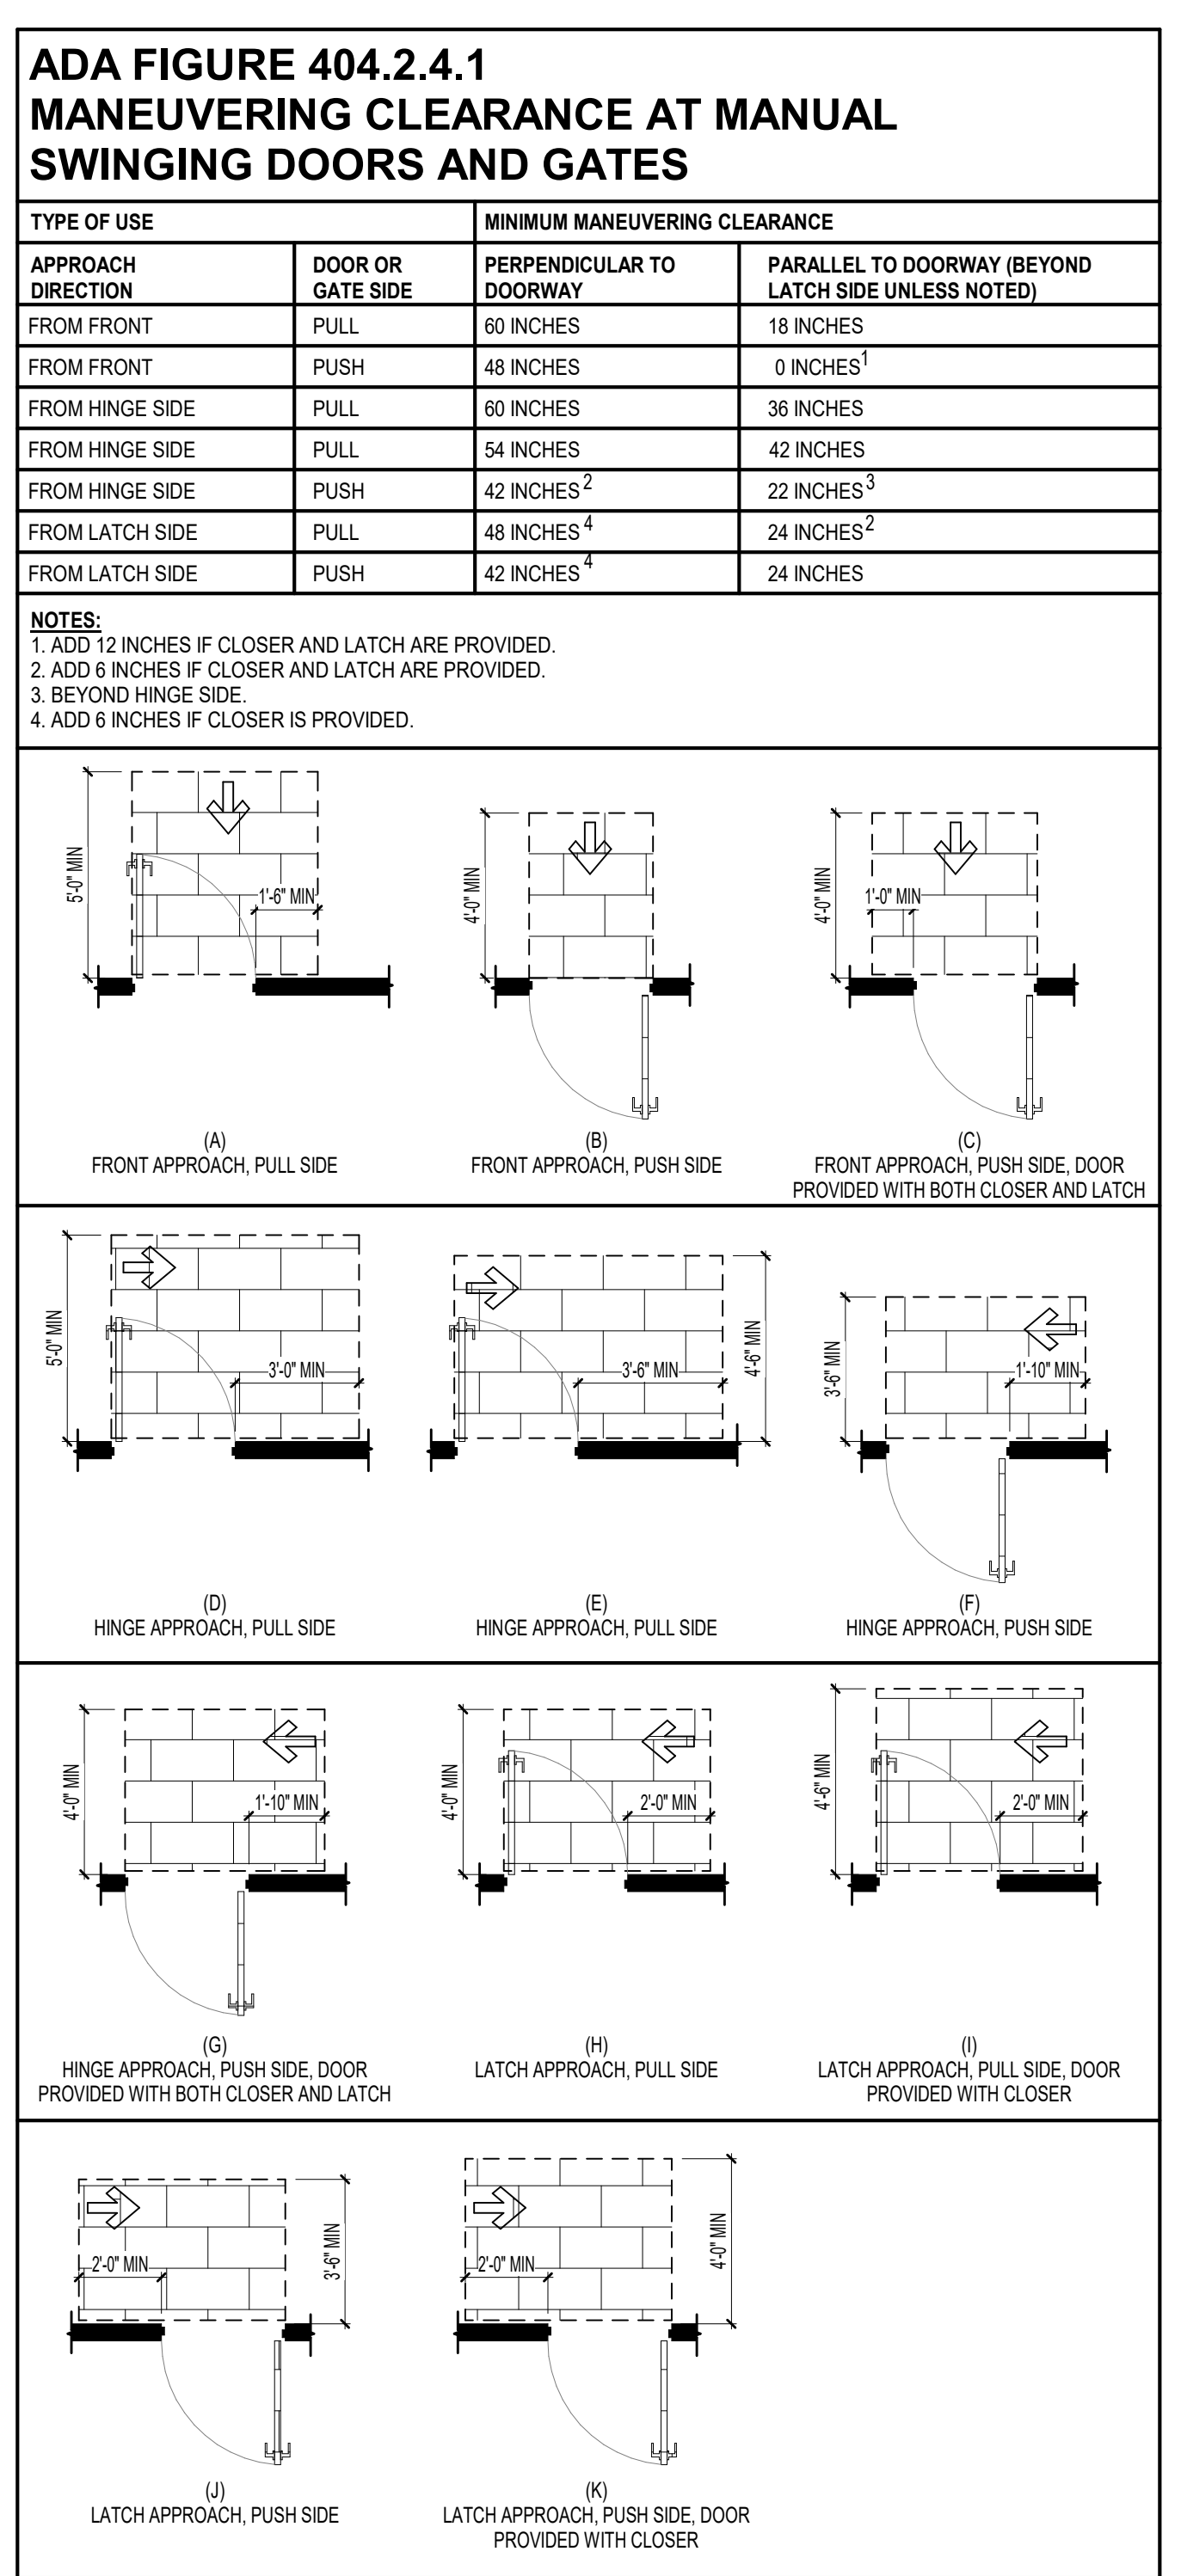 ADA FIGURE 404.2.4.1
MANEUVERING CLEARANCE AT MANUAL
SWINGING DOORS AND GATES
TYPE OF USE MINIMUM MANEUVERING CLEARANCE
APPROACH DIRECTION DOOR OR GATE SIDE PERPENDICULAR TO DOORWAY PARALLEL TO DOORWAY (BEYOND LATCH SIDE UNLESS NOTED)
FROM FRONT PULL 60 INCHES 18 INCHES
FROM FRONT PUSH 48 INCHES 0 INCHES1
FROM HINGE SIDE PULL 60 INCHES 36 INCHES
FROM HINGE SIDE PULL 54 INCHES 42 INCHES
FROM HINGE SIDE PUSH 42 INCHES2 22 INCHES3
FROM LATCH SIDE PULL 48 INCHES4 24 INCHES2
FROM LATCH SIDE PUSH 42 INCHES4 24 INCHES
NOTES:
1. ADD 12 INCHES IF CLOSER AND LATCH ARE PROVIDED.
2. ADD 6 INCHES IF CLOSER AND LATCH ARE PROVIDED.
3. BEYOND HINGE SIDE.
4. ADD 6 INCHES IF CLOSER IS PROVIDED.
5'-0" MIN
1'-6" MIN
(A)
FRONT APPROACH, PULL SIDE
4'-0" MIN
(B)
FRONT APPROACH, PUSH SIDE
4'-0" MIN
1'-0" MIN
(C)
FRONT APPROACH, PUSH SIDE, DOOR
PROVIDED WITH BOTH CLOSER AND LATCH
5'-0" MIN
3'-0" MIN
(D)
HINGE APPROACH, PULL SIDE
3'-6" MIN
4'-6" MIN
(E)
HINGE APPROACH, PULL SIDE
3'-6" MIN
1'-10" MIN
(F)
HINGE APPROACH, PUSH SIDE
4'-0" MIN
1'-10" MIN
(G)
HINGE APPROACH, PUSH SIDE, DOOR
PROVIDED WITH BOTH CLOSER AND LATCH
4'-0" MIN
2'-0" MIN
(H)
LATCH APPROACH, PULL SIDE
4'-6" MIN
2'-0" MIN
(I)
LATCH APPROACH, PULL SIDE, DOOR
PROVIDED WITH CLOSER
2'-0" MIN
3'-6" MIN
(J)
LATCH APPROACH, PUSH SIDE
2'-0" MIN
4'-0" MIN
(K)
LATCH APPROACH, PUSH SIDE, DOOR
PROVIDED WITH CLOSER